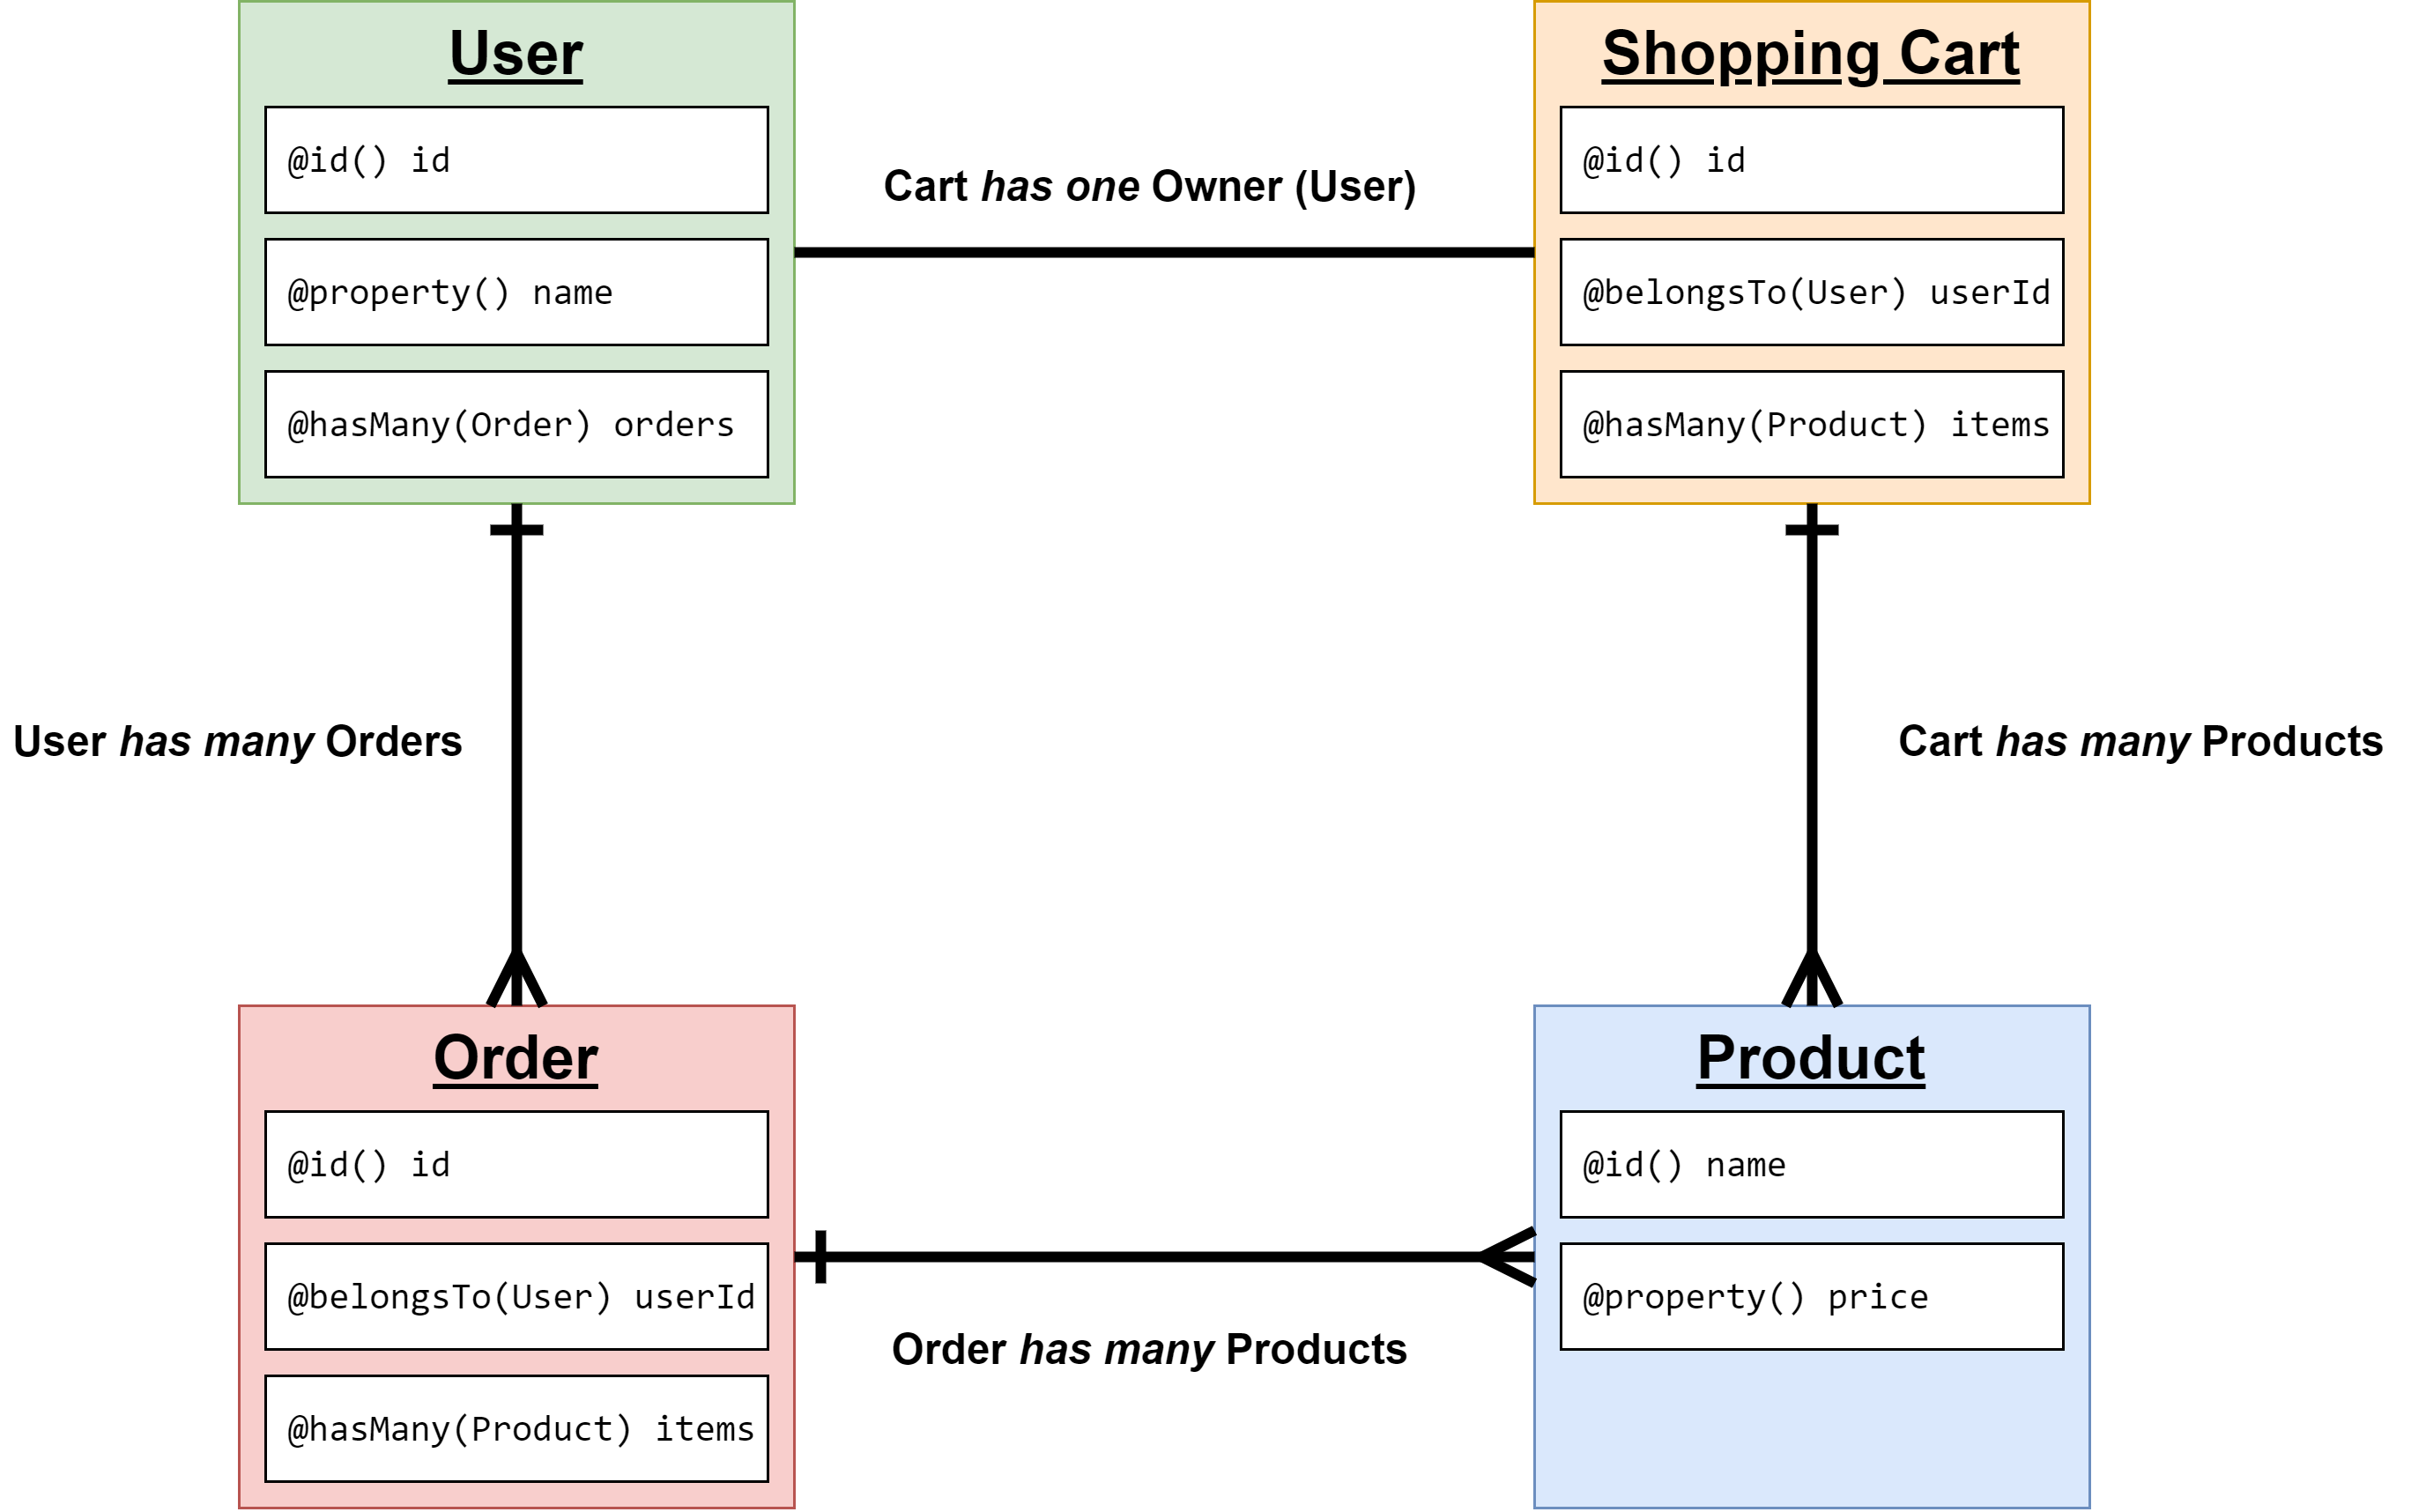 User
@id() id
@property() name
@hasMany(Order) orders
Cart has one Owner (User)
Shopping Cart
@id() id
@belongsTo(User) userId
@hasMany(Product) items
User has many Orders
Cart has many Products
Order
@id() id
@belongsTo(User) userId
@hasMany(Product) items
Order has many Products
Product
@id() name
@property() price